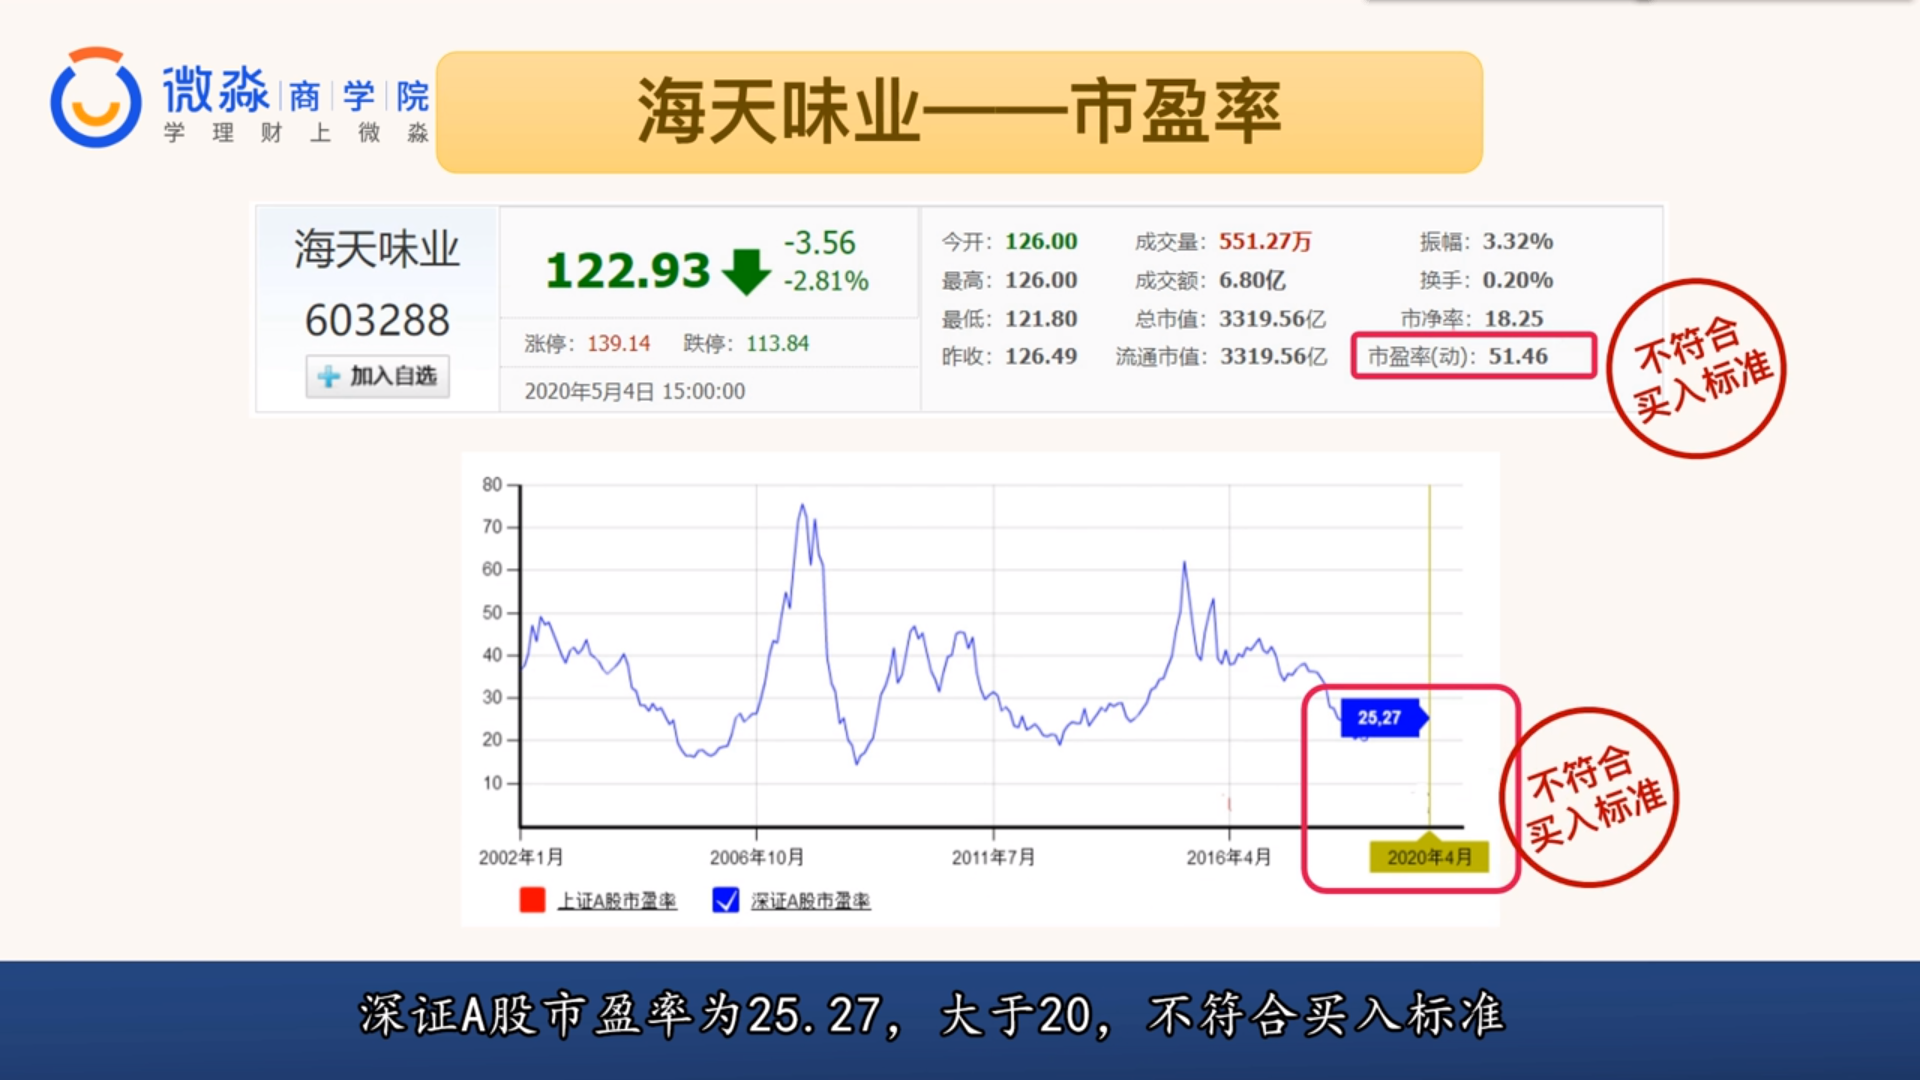 微淼 商 学 院
学理财上微淼
海天味业——市盈率
海天味业
603288
加入自选
122.93
-3.56
-2.81%
涨停：139.14 跌停：113.84
2020年5月4日 15:00:00
今开：126.00 成交量：551.27万 振幅：3.32%
最高：126.00 成交额：6.80亿 换手：0.20%
最低：121.80 总市值：3319.56亿 市净率：18.25
昨收：126.49 流通市值：3319.56亿 市盈率(动)：51.46
不符合
买入标准
80
70
60
50
40
30
20
10
25,27
2002年1月 2006年10月 2011年7月 2016年4月 2020年4月
上证A股市盈率 深证A股市盈率
不符合
买入标准
深证A股市盈率为25.27，大于20，不符合买入标准